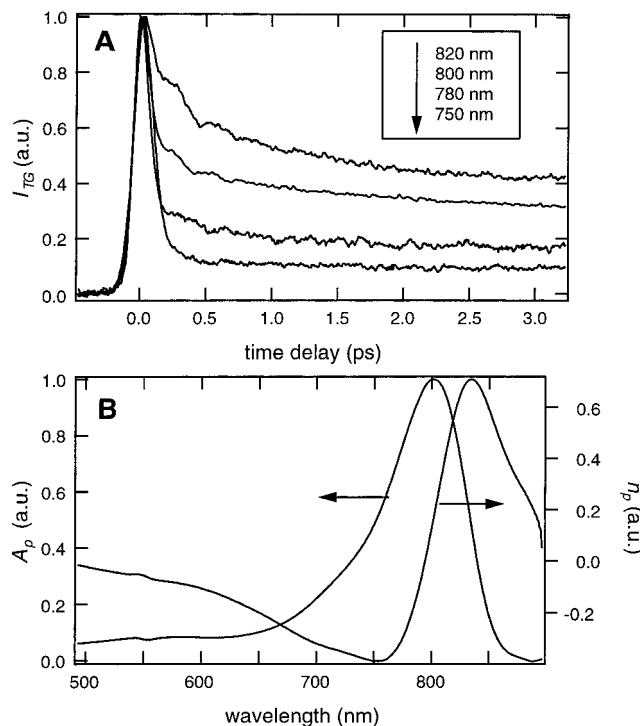 A
1.0
0.8
0.6
0.4
0.2
0.0
I_TG (a.u.)
820 nm
800 nm
780 nm
750 nm
0.0 0.5 1.0 1.5 2.0 2.5 3.0
time delay (ps)
B
1.0
0.8
0.6
0.4
0.2
0.0
A_p (a.u.)
0.6
0.4
0.2
0.0
-0.2
n_p (a.u.)
500 600 700 800
wavelength (nm)